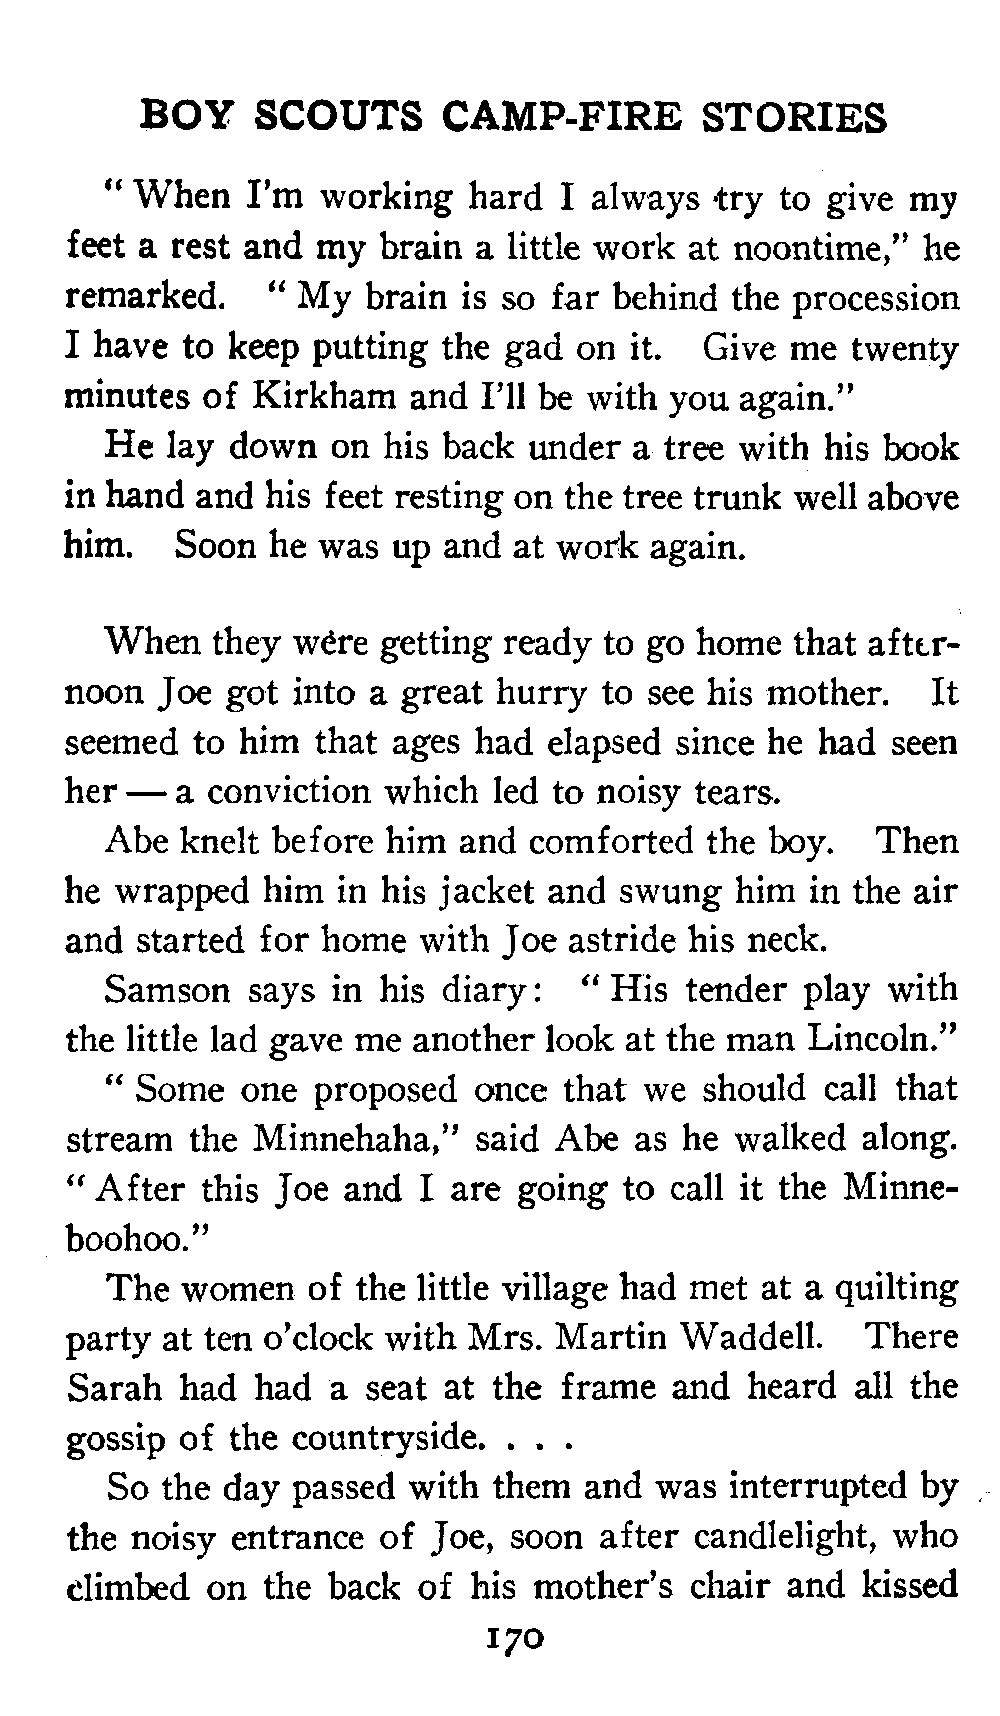 BOY SCOUTS CAMP-FIRE STORIES
" When I'm working hard I always try to give my
feet a rest and my brain a little work at noontime," he
remarked. " My brain is so far behind the procession
I have to keep putting the gad on it. Give me twenty
minutes of Kirkham and I'll be with you again."
He lay down on his back under a tree with his book
in hand and his feet resting on the tree trunk well above
him. Soon he was up and at work again.
When they were getting ready to go home that after-
noon Joe got into a great hurry to see his mother. It
seemed to him that ages had elapsed since he had seen
her — a conviction which led to noisy tears.
Abe knelt before him and comforted the boy. Then
he wrapped him in his jacket and swung him in the air
and started for home with Joe astride his neck.
Samson says in his diary: " His tender play with
the little lad gave me another look at the man Lincoln."
" Some one proposed once that we should call that
stream the Minnehaha," said Abe as he walked along.
" After this Joe and I are going to call it the Minne-
boohoo."
The women of the little village had met at a quilting
party at ten o'clock with Mrs. Martin Waddell. There
Sarah had had a seat at the frame and heard all the
gossip of the countryside. . . .
So the day passed with them and was interrupted by
the noisy entrance of Joe, soon after candlelight, who
climbed on the back of his mother's chair and kissed
170